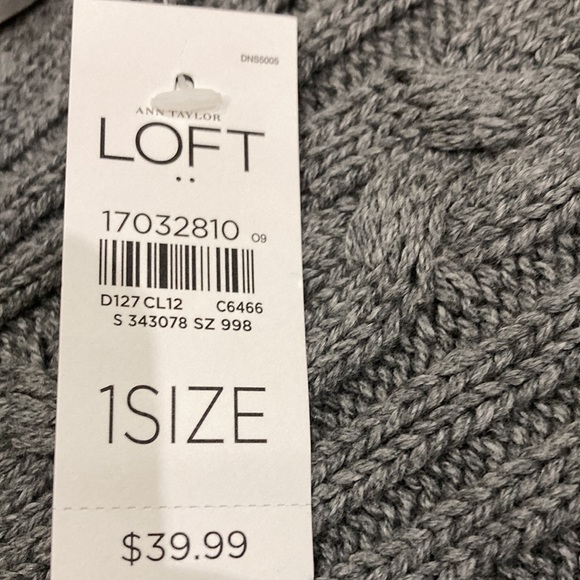 DNS5005
ANN TAYLOR
LOFT
17032810 09
D127 CL12 C6466
S 343078 SZ 998
1SIZE
$39.99